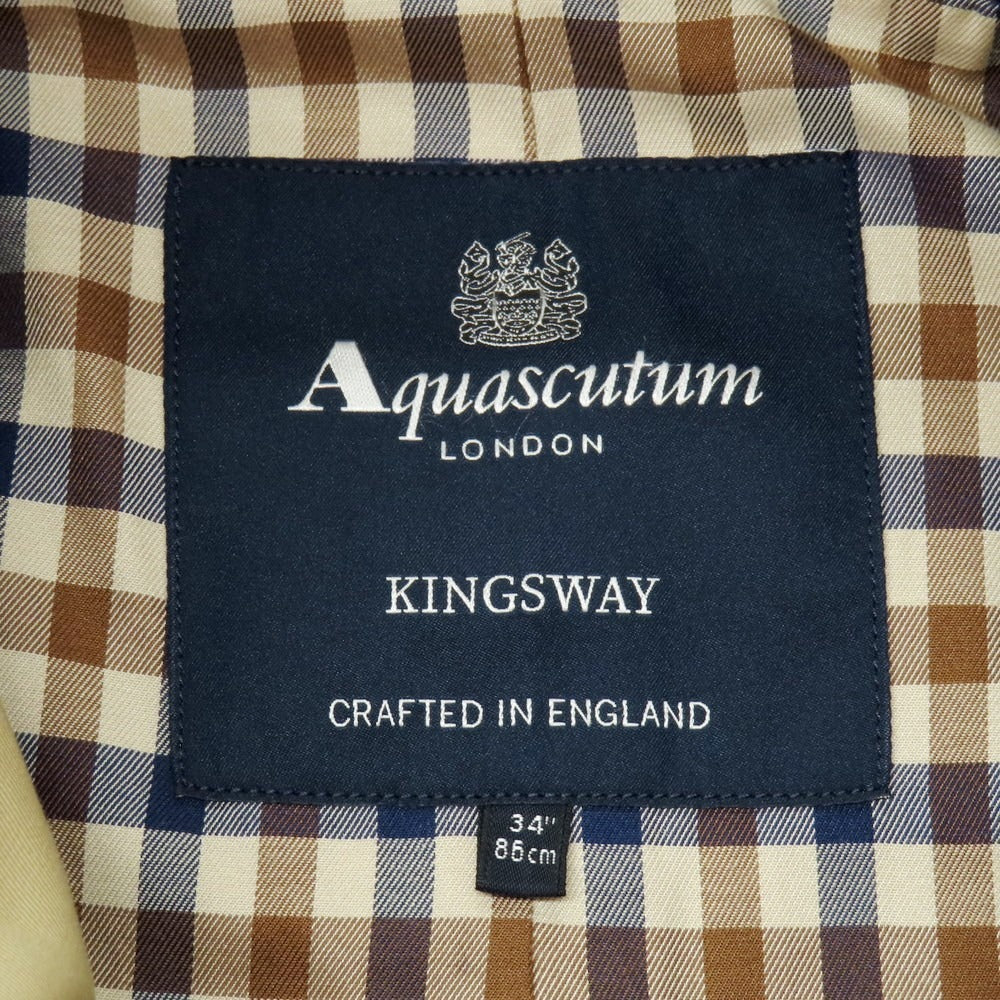 Aquascutum
LONDON
KINGSWAY
CRAFTED IN ENGLAND
34"
86cm